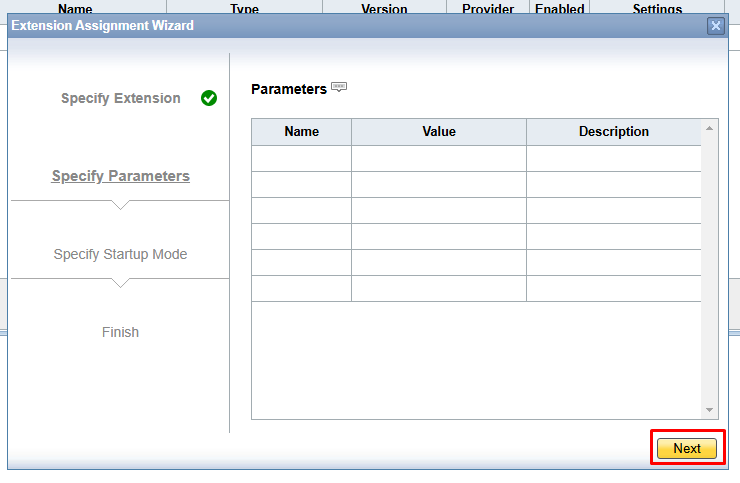 Name Type Version Provider Enabled Settings
Extension Assignment Wizard
Specify Extension
Specify Parameters
Specify Startup Mode
Finish
Parameters
Name Value Description
Next